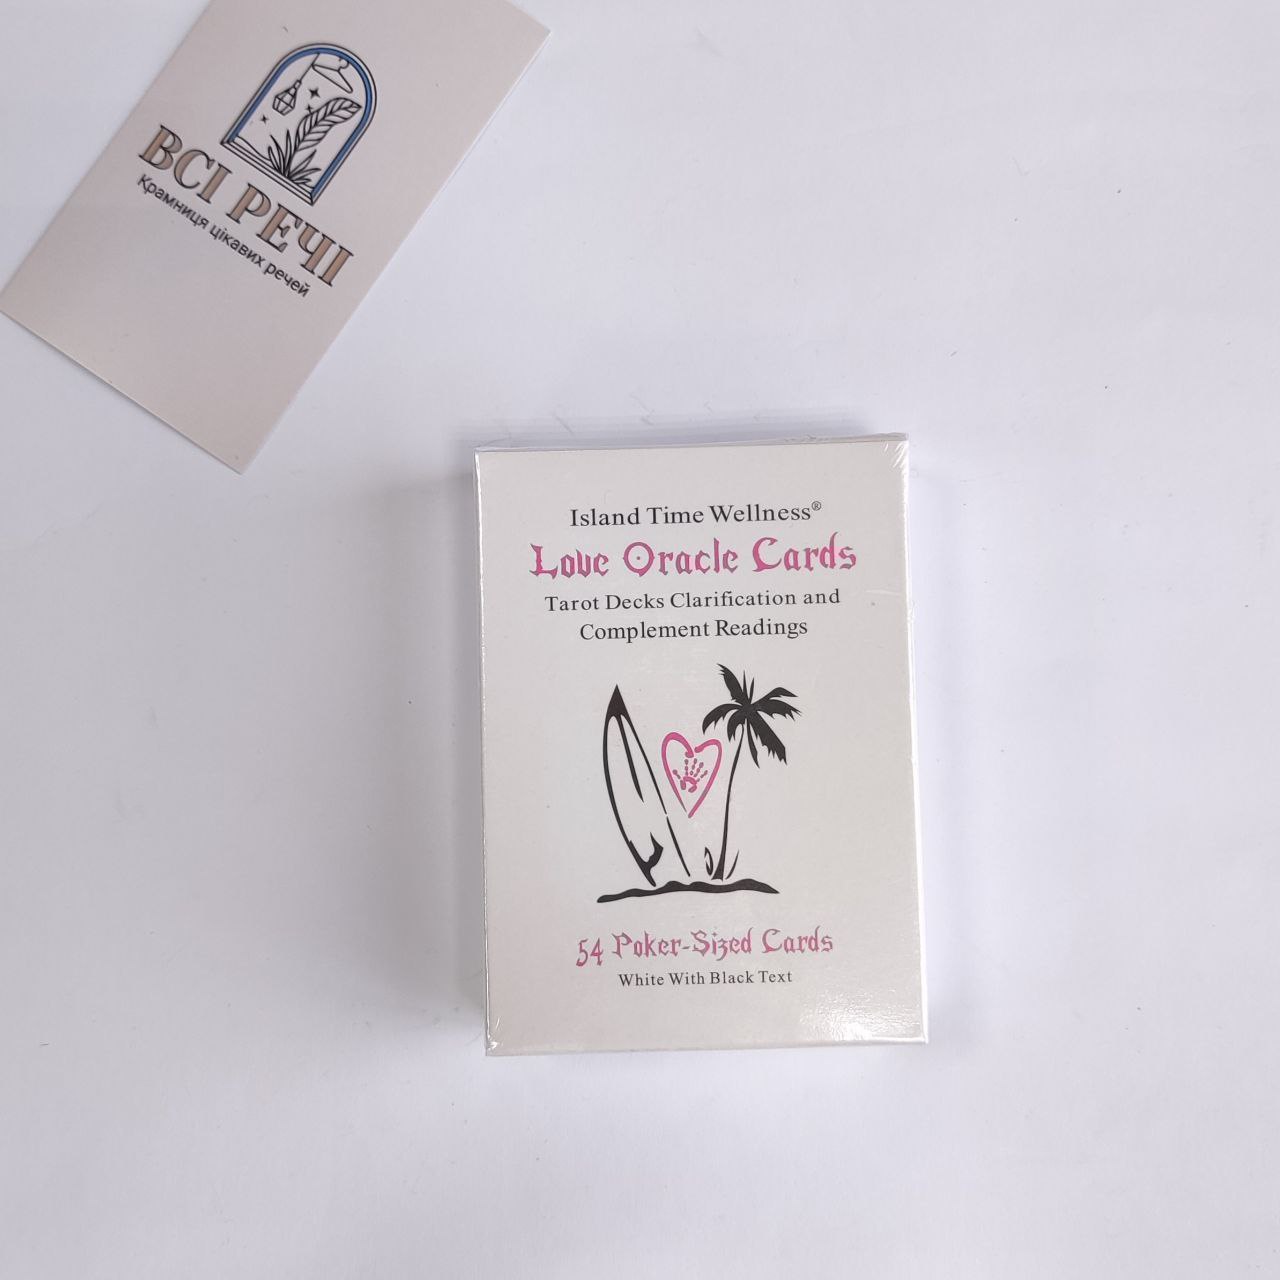 ВСІ РЕЧІ
Крамниця цікавих речей
Island Time Wellness®
Love Oracle Cards
Tarot Decks Clarification and
Complement Readings
54 Poker-Sized Cards
White With Black Text